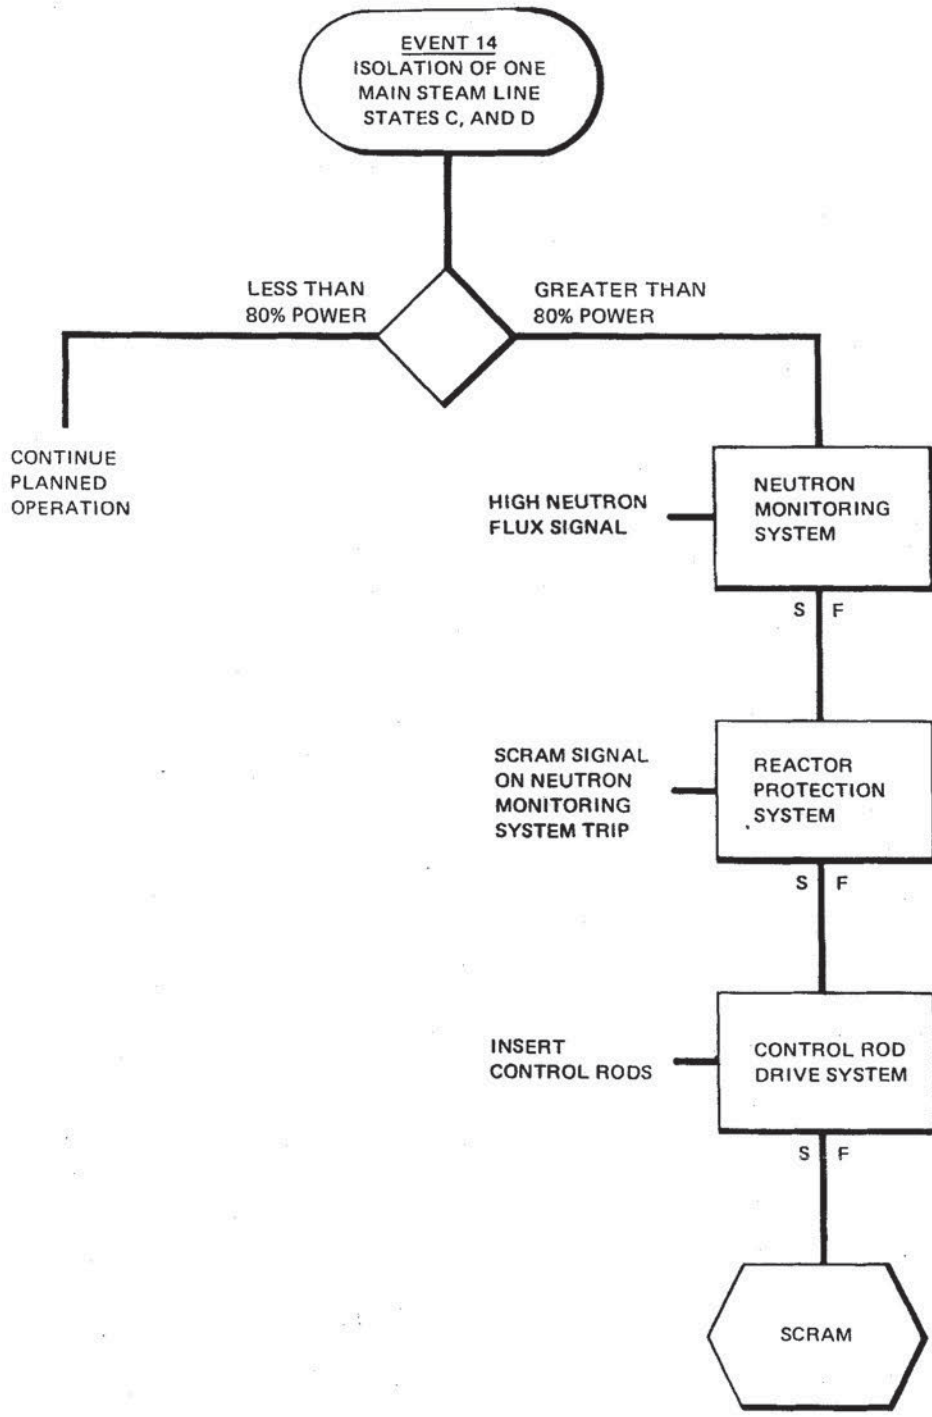 EVENT 14
ISOLATION OF ONE
MAIN STEAM LINE
STATES C, AND D
LESS THAN
80% POWER
GREATER THAN
80% POWER
CONTINUE
PLANNED
OPERATION
HIGH NEUTRON
FLUX SIGNAL
NEUTRON
MONITORING
SYSTEM
S F
SCRAM SIGNAL
ON NEUTRON
MONITORING
SYSTEM TRIP
REACTOR
PROTECTION
SYSTEM
S F
INSERT
CONTROL RODS
CONTROL ROD
DRIVE SYSTEM
S F
SCRAM